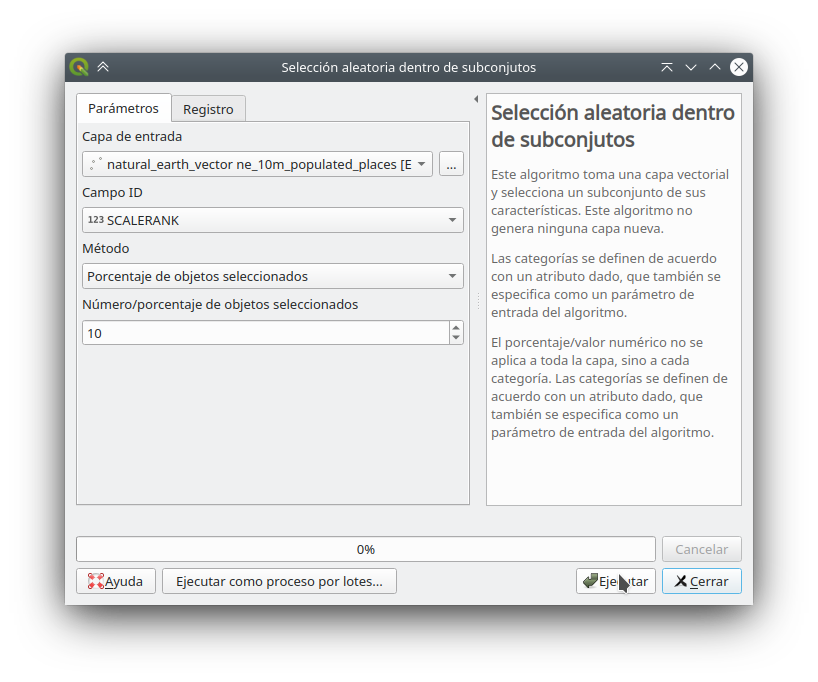 Selección aleatoria dentro de subconjutos
Parámetros
Registro
Capa de entrada
natural_earth_vector ne_10m_populated_places [E
...
Campo ID
123 SCALERANK
Método
Porcentaje de objetos seleccionados
Número/porcentaje de objetos seleccionados
10
Selección aleatoria dentro
de subconjutos
Este algoritmo toma una capa vectorial
y selecciona un subconjunto de sus
características. Este algoritmo no
genera ninguna capa nueva.
Las categorías se definen de acuerdo
con un atributo dado, que también se
especifica como un parámetro de
entrada del algoritmo.
El porcentaje/valor numérico no se
aplica a toda la capa, sino a cada
categoría. Las categorías se definen de
acuerdo con un atributo dado, que
también se especifica como un
parámetro de entrada del algoritmo.
0%
Cancelar
Ayuda
Ejecutar como proceso por lotes...
Ejecutar
Cerrar